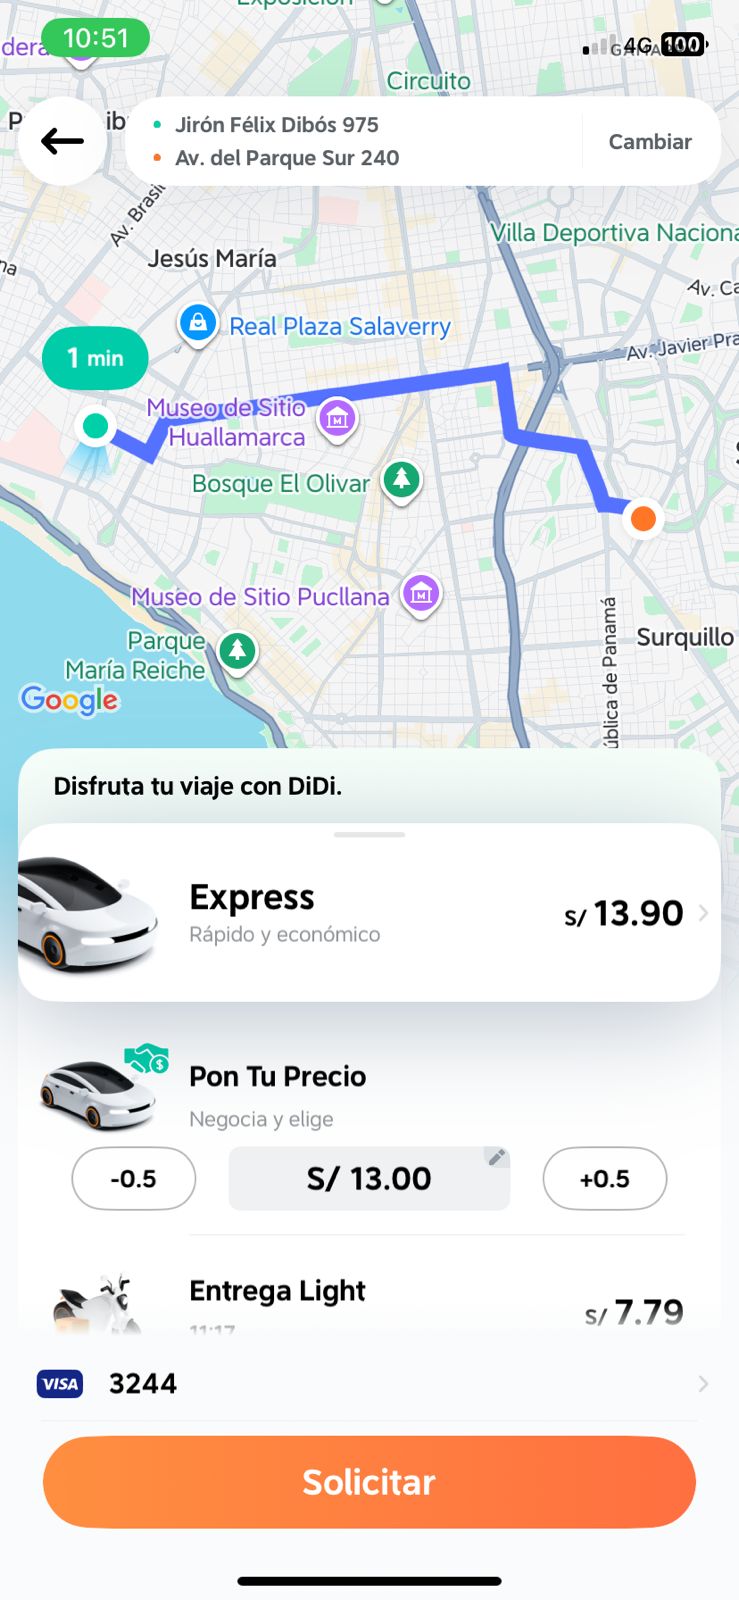 10:51
4G 100
Circuito
Jirón Félix Dibós 975
Av. del Parque Sur 240
Cambiar
Av. Brasil
Villa Deportiva Naciona
Jesús María
Av. Ca
Real Plaza Salaverry
Av. Javier Pra
1 min
Museo de Sitio
Huallamarca
Bosque El Olivar
Museo de Sitio Pucllana
Parque
María Reiche
Surquillo
ública de Panamá
Google
Disfruta tu viaje con DiDi.
Express
S/ 13.90
Rápido y económico
Pon Tu Precio
Negocia y elige
-0.5
S/ 13.00
+0.5
Entrega Light
S/ 7.79
11:17
VISA 3244
Solicitar